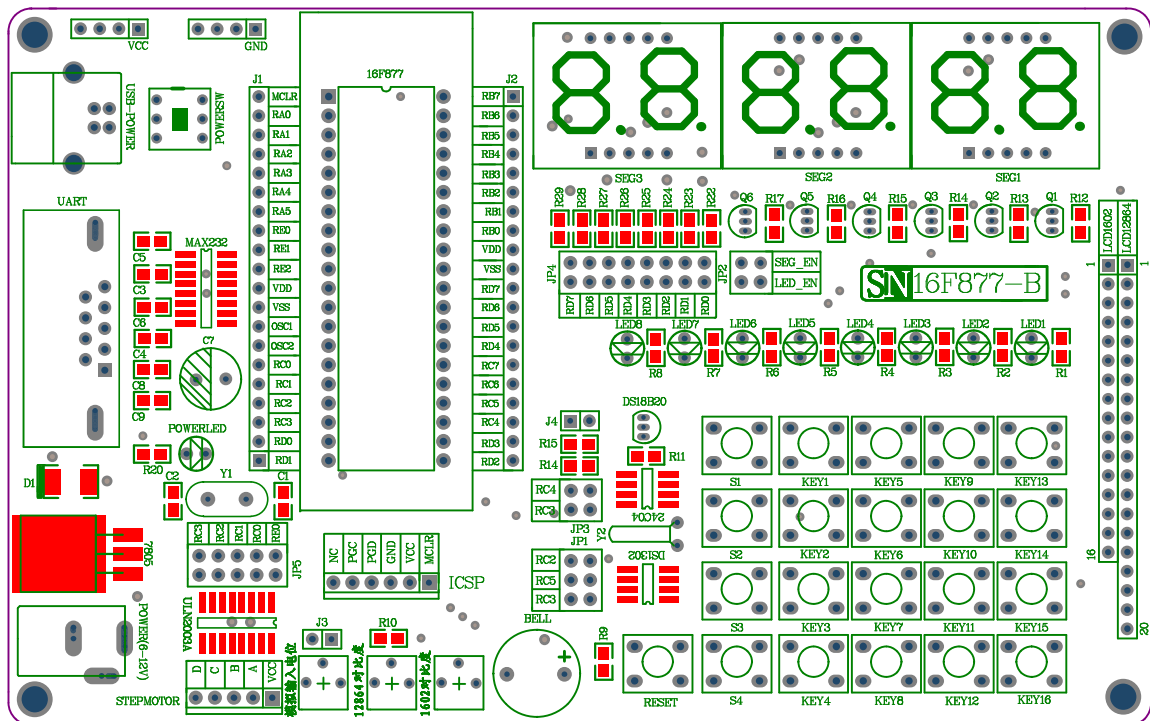 VCC
GND
USB-POWER
POWERSW
J1
16F877
J2
MCLR
RA0
RA1
RA2
RA3
RA4
RA5
RE0
RE1
RE2
VDD
VSS
OSC1
OSC2
RC0
RC1
RC2
RC3
RD0
RD1
RB7
RB6
RB5
RB4
RB3
RB2
RB1
RB0
VDD
VSS
RD7
RD6
RD5
RD4
RC7
RC6
RC5
RC4
RD3
RD2
SEG3
SEG2
SEG1
R29
R28
R27
R26
R25
R24
R23
R22
Q6
R17
Q5
R16
Q4
R15
Q3
R14
Q2
R13
Q1
R12
LCD1602
LCD12864
1
1
16
20
JP4
RD7
RD6
RD5
RD4
RD3
RD2
RD1
RD0
JP2
SEG_EN
LED_EN
SN 16F877-B
LED8
LED7
LED6
LED5
LED4
LED3
LED2
LED1
R8
R7
R6
R5
R4
R3
R2
R1
UART
MAX232
C5
C3
C6
C4
C8
C9
C7
POWERLED
R20
D1
C2
Y1
C1
7805
RC3
RC2
RC1
RC0
RE0
JP5
ULN2003A
POWER(6-12V)
D
C
B
A
VCC
STEPMOTOR
NC
PGC
PGD
GND
VCC
MCLR
ICSP
J3
R10
模拟输入电位
12864对比度
1602对比度
BELL
+
R9
J4
R15
R14
DS18B20
R11
24C04
RC4
RC3
JP3
JP1
Y2
DS1302
RC2
RC5
RC3
RESET
S1
KEY1
KEY5
KEY9
KEY13
S2
KEY2
KEY6
KEY10
KEY14
S3
KEY3
KEY7
KEY11
KEY15
S4
KEY4
KEY8
KEY12
KEY16